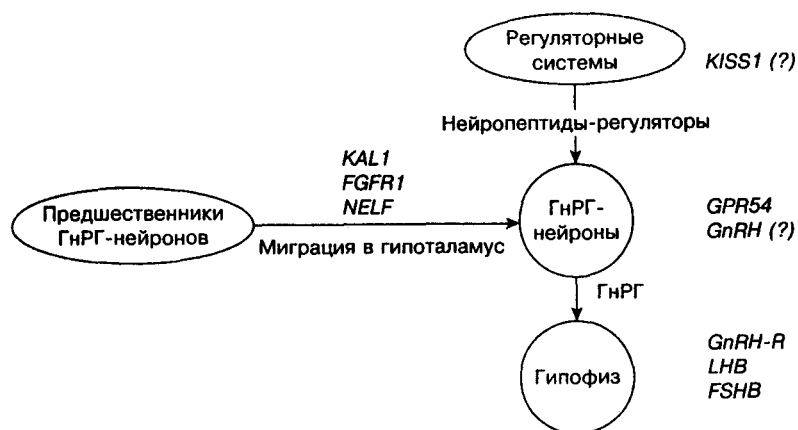 Регуляторные
системы
KISS1 (?)
Нейропептиды-регуляторы
KAL1
FGFR1
NELF
Предшественники
ГнРГ-нейронов
Миграция в гипоталамус
ГнРГ-
нейроны
GPR54
GnRH (?)
ГнРГ
Гипофиз
GnRH-R
LHB
FSHB